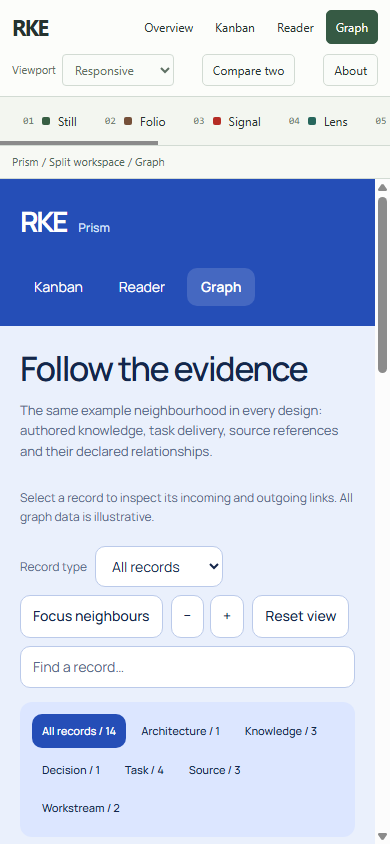 RKE
Overview Kanban Reader Graph
Viewport Responsive Compare two About
01 Still 02 Folio 03 Signal 04 Lens 05
Prism / Split workspace / Graph
RKE Prism
Kanban Reader Graph
Follow the evidence
The same example neighbourhood in every design:
authored knowledge, task delivery, source references
and their declared relationships.
Select a record to inspect its incoming and outgoing links. All
graph data is illustrative.
Record type All records
Focus neighbours − + Reset view
Find a record...
All records / 14 Architecture / 1 Knowledge / 3
Decision / 1 Task / 4 Source / 3
Workstream / 2